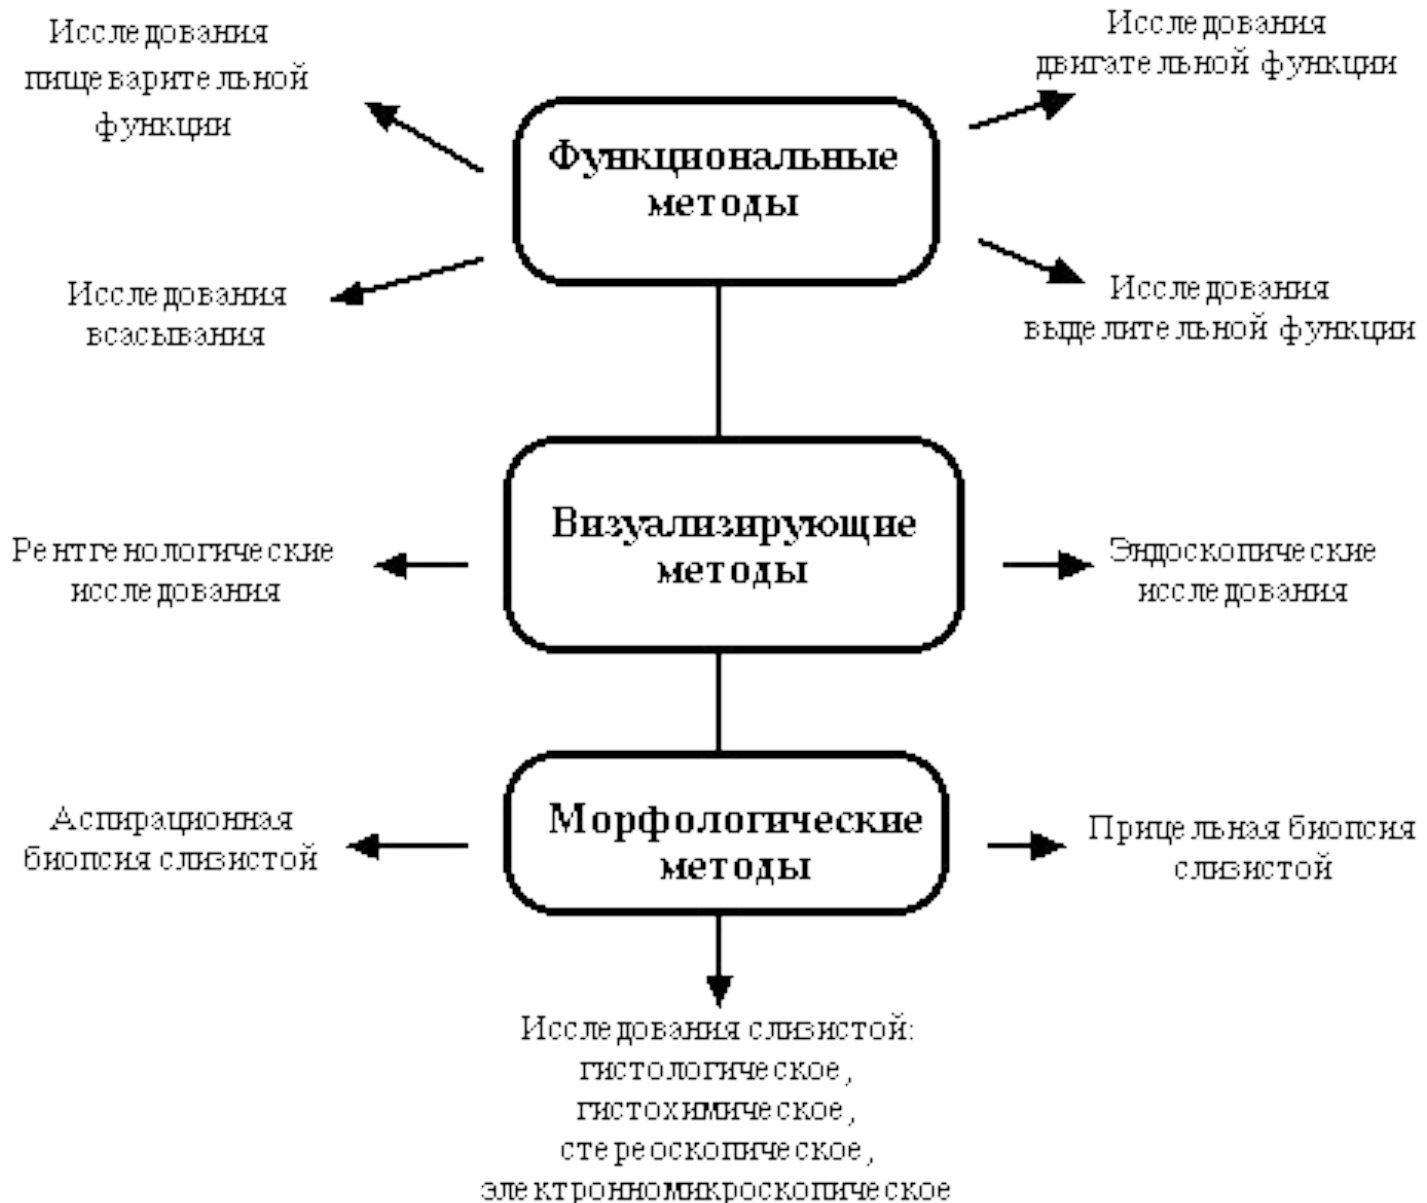 Исследования
пищеварительной
функции
Исследования
двигательной функции
Функциональные
методы
Исследования
всасывания
Исследования
выделительной функции
Визуализирующие
методы
Рентгенологические
исследования
Эндоскопические
исследования
Морфологические
методы
Аспирационная
биопсия слизистой
Прицельная биопсия
слизистой
Исследования слизистой:
гистологическое,
гистохимическое,
стереоскопическое,
электронномикроскопическое